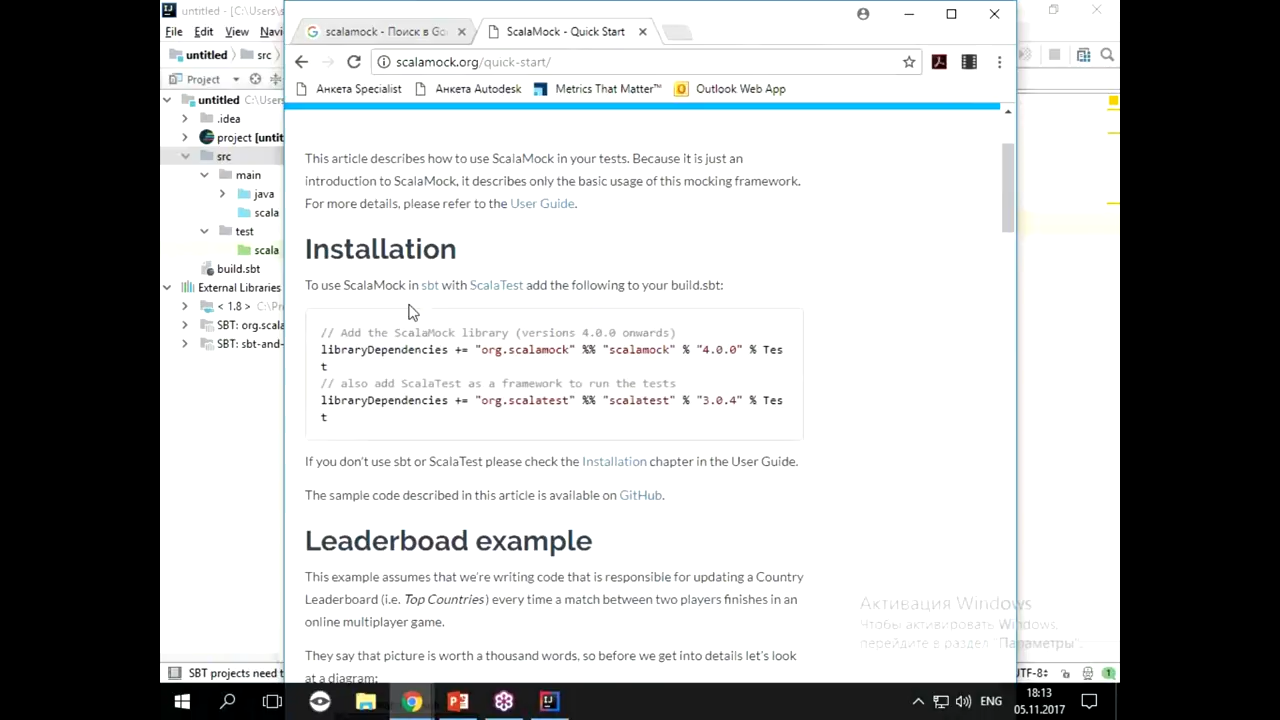 untitled - [C:\Users\s
File Edit View Navi
untitled src
Project
untitled C:\Users
.idea
project [untit
src
main
java
scala
test
scala
build.sbt
External Libraries
< 1.8 > C:\P
SBT: org.scala
SBT: sbt-and-
SBT projects need t
scalamock - Поиск в Go
ScalaMock - Quick Start
scalamock.org/quick-start/
Анкета Specialist Анкета Autodesk Metrics That Matter™ Outlook Web App
This article describes how to use ScalaMock in your tests. Because it is just an
introduction to ScalaMock, it describes only the basic usage of this mocking framework.
For more details, please refer to the User Guide.
Installation
To use ScalaMock in sbt with ScalaTest add the following to your build.sbt:
// Add the ScalaMock library (versions 4.0.0 onwards)
libraryDependencies += "org.scalamock" %% "scalamock" % "4.0.0" % Tes
t
// also add ScalaTest as a framework to run the tests
libraryDependencies += "org.scalatest" %% "scalatest" % "3.0.4" % Tes
t
If you don't use sbt or ScalaTest please check the Installation chapter in the User Guide.
The sample code described in this article is available on GitHub.
Leaderboad example
This example assumes that we're writing code that is responsible for updating a Country
Leaderboard (i.e. Top Countries) every time a match between two players finishes in an
online multiplayer game.
They say that picture is worth a thousand words, so before we get into details let's look
at a diagram:
Активация Windows
Чтобы активировать Windows,
перейдите в раздел "Параметры".
UTF-8
1
ENG
18:13
05.11.2017